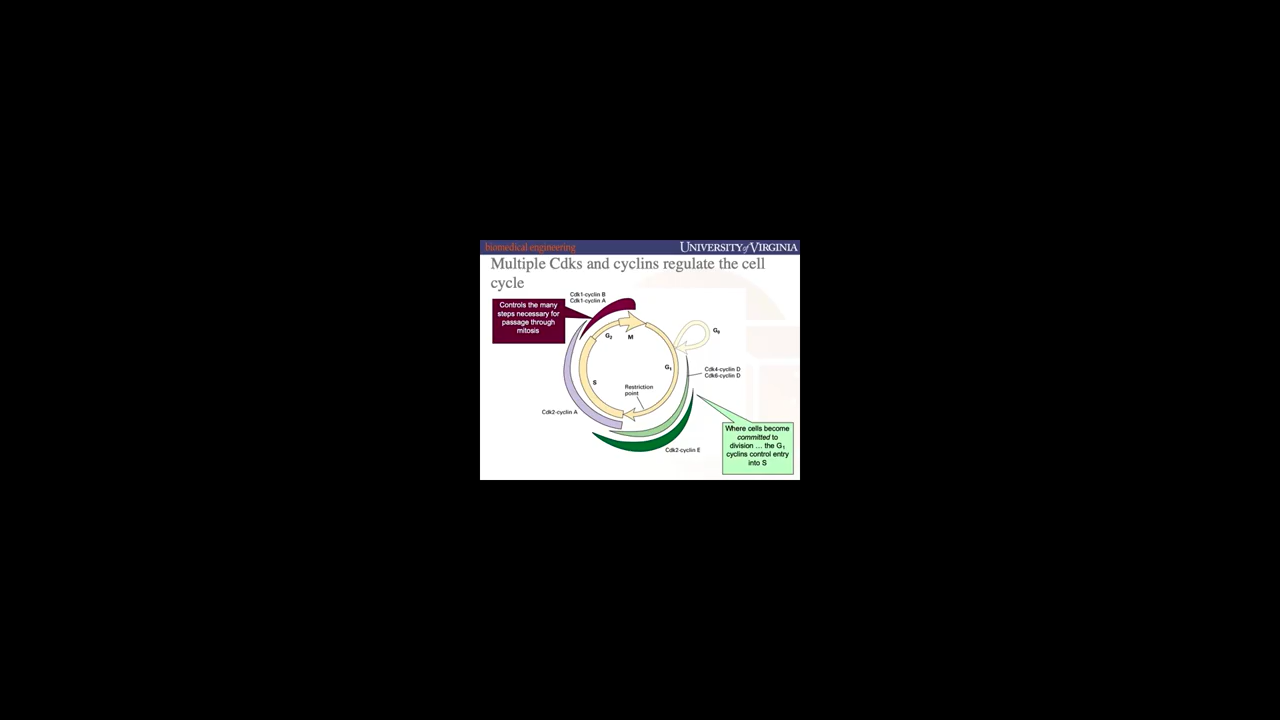 biomedical engineering
UNIVERSITY of VIRGINIA
Multiple Cdks and cyclins regulate the cell
cycle
Cdk1-cyclin B
Cdk1-cyclin A
Controls the many
steps necessary for
passage through
mitosis
G2
M
G0
G1
Cdk4-cyclin D
Cdk6-cyclin D
S
Restriction
point
Cdk2-cyclin A
Cdk2-cyclin E
Where cells become
committed to
division ... the G1
cyclins control entry
into S